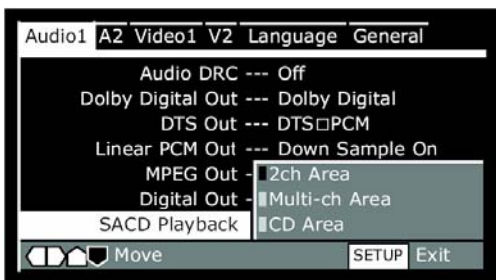 Audio1 A2 Video1 V2 Language General
Audio DRC --- Off
Dolby Digital Out --- Dolby Digital
DTS Out --- DTS□PCM
Linear PCM Out --- Down Sample On
MPEG Out - 2ch Area
Digital Out - Multi-ch Area
SACD Playback CD Area
Move SETUP Exit